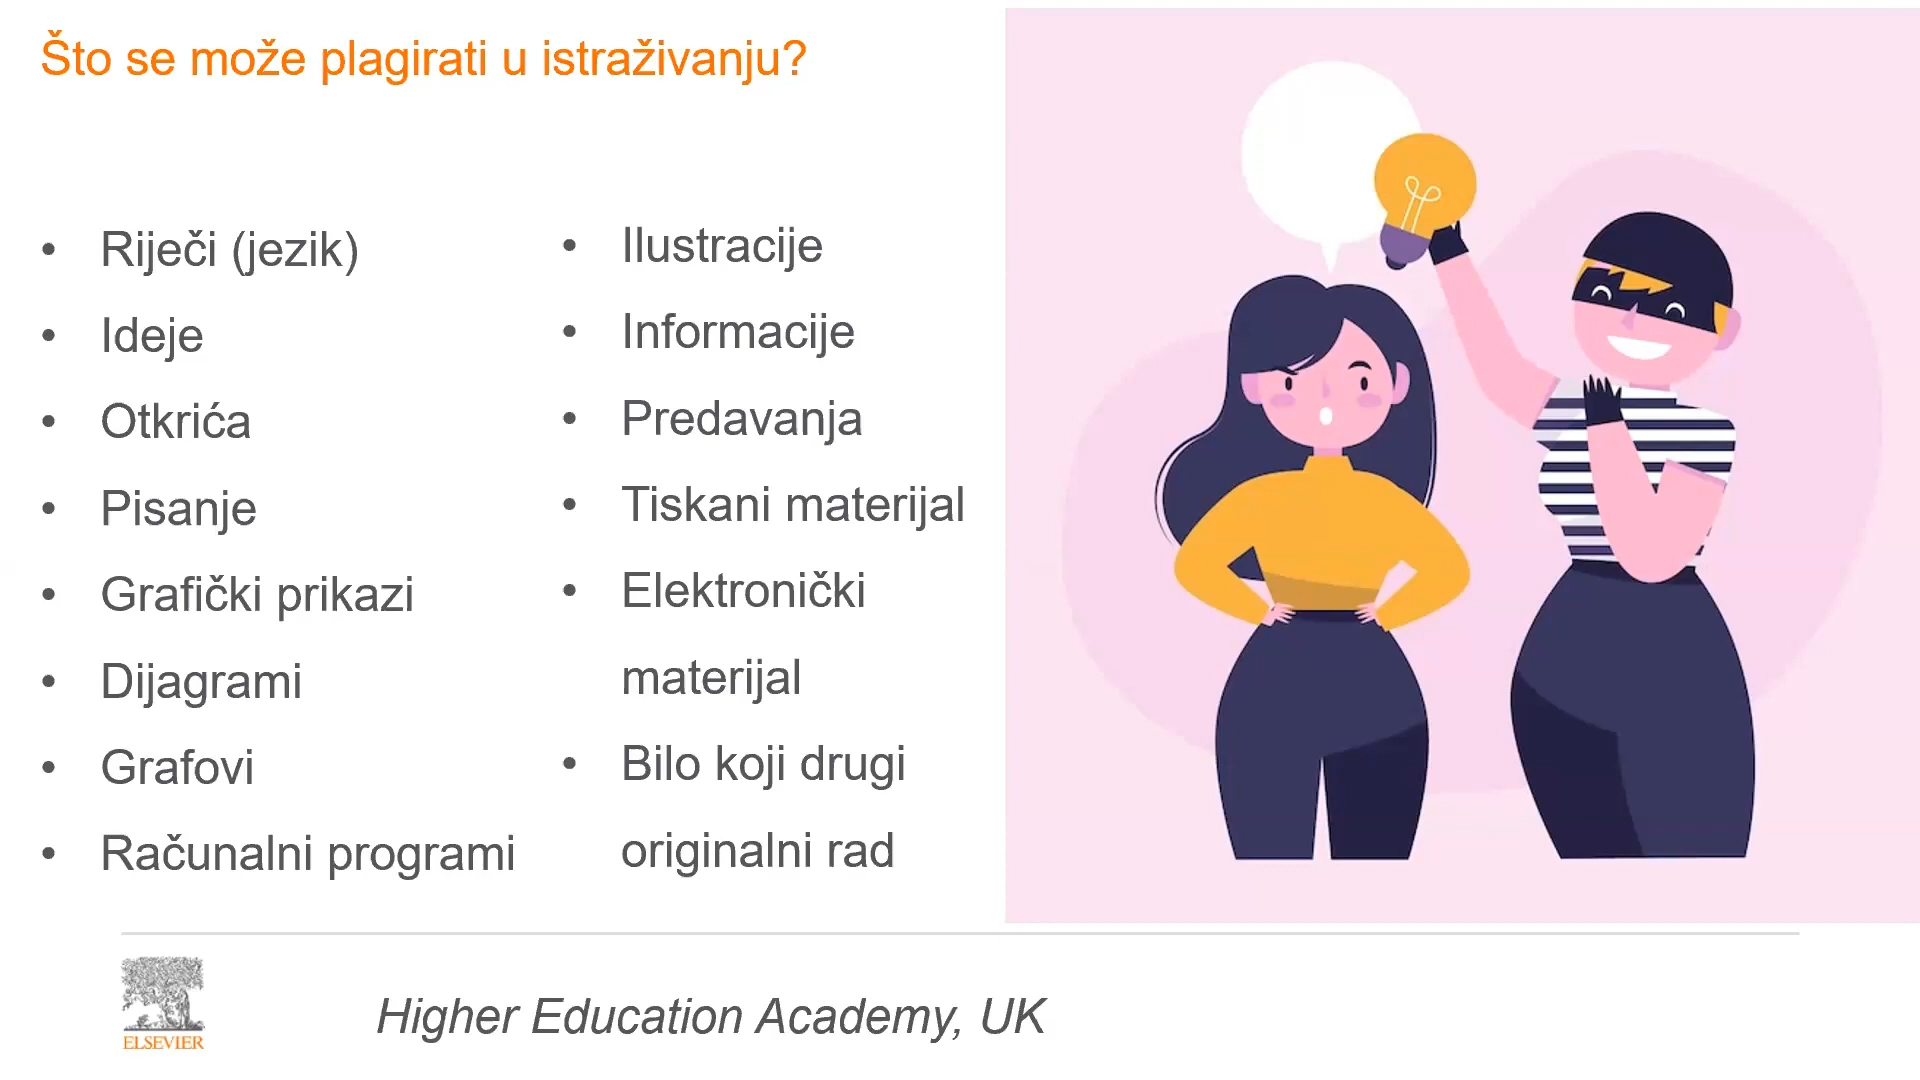 Što se može plagirati u istraživanju?
• Riječi (jezik)
• Ideje
• Otkrića
• Pisanje
• Grafički prikazi
• Dijagrami
• Grafovi
• Računalni programi
• Ilustracije
• Informacije
• Predavanja
• Tiskani materijal
• Elektronički
materijal
• Bilo koji drugi
originalni rad
ELSEVIER
Higher Education Academy, UK